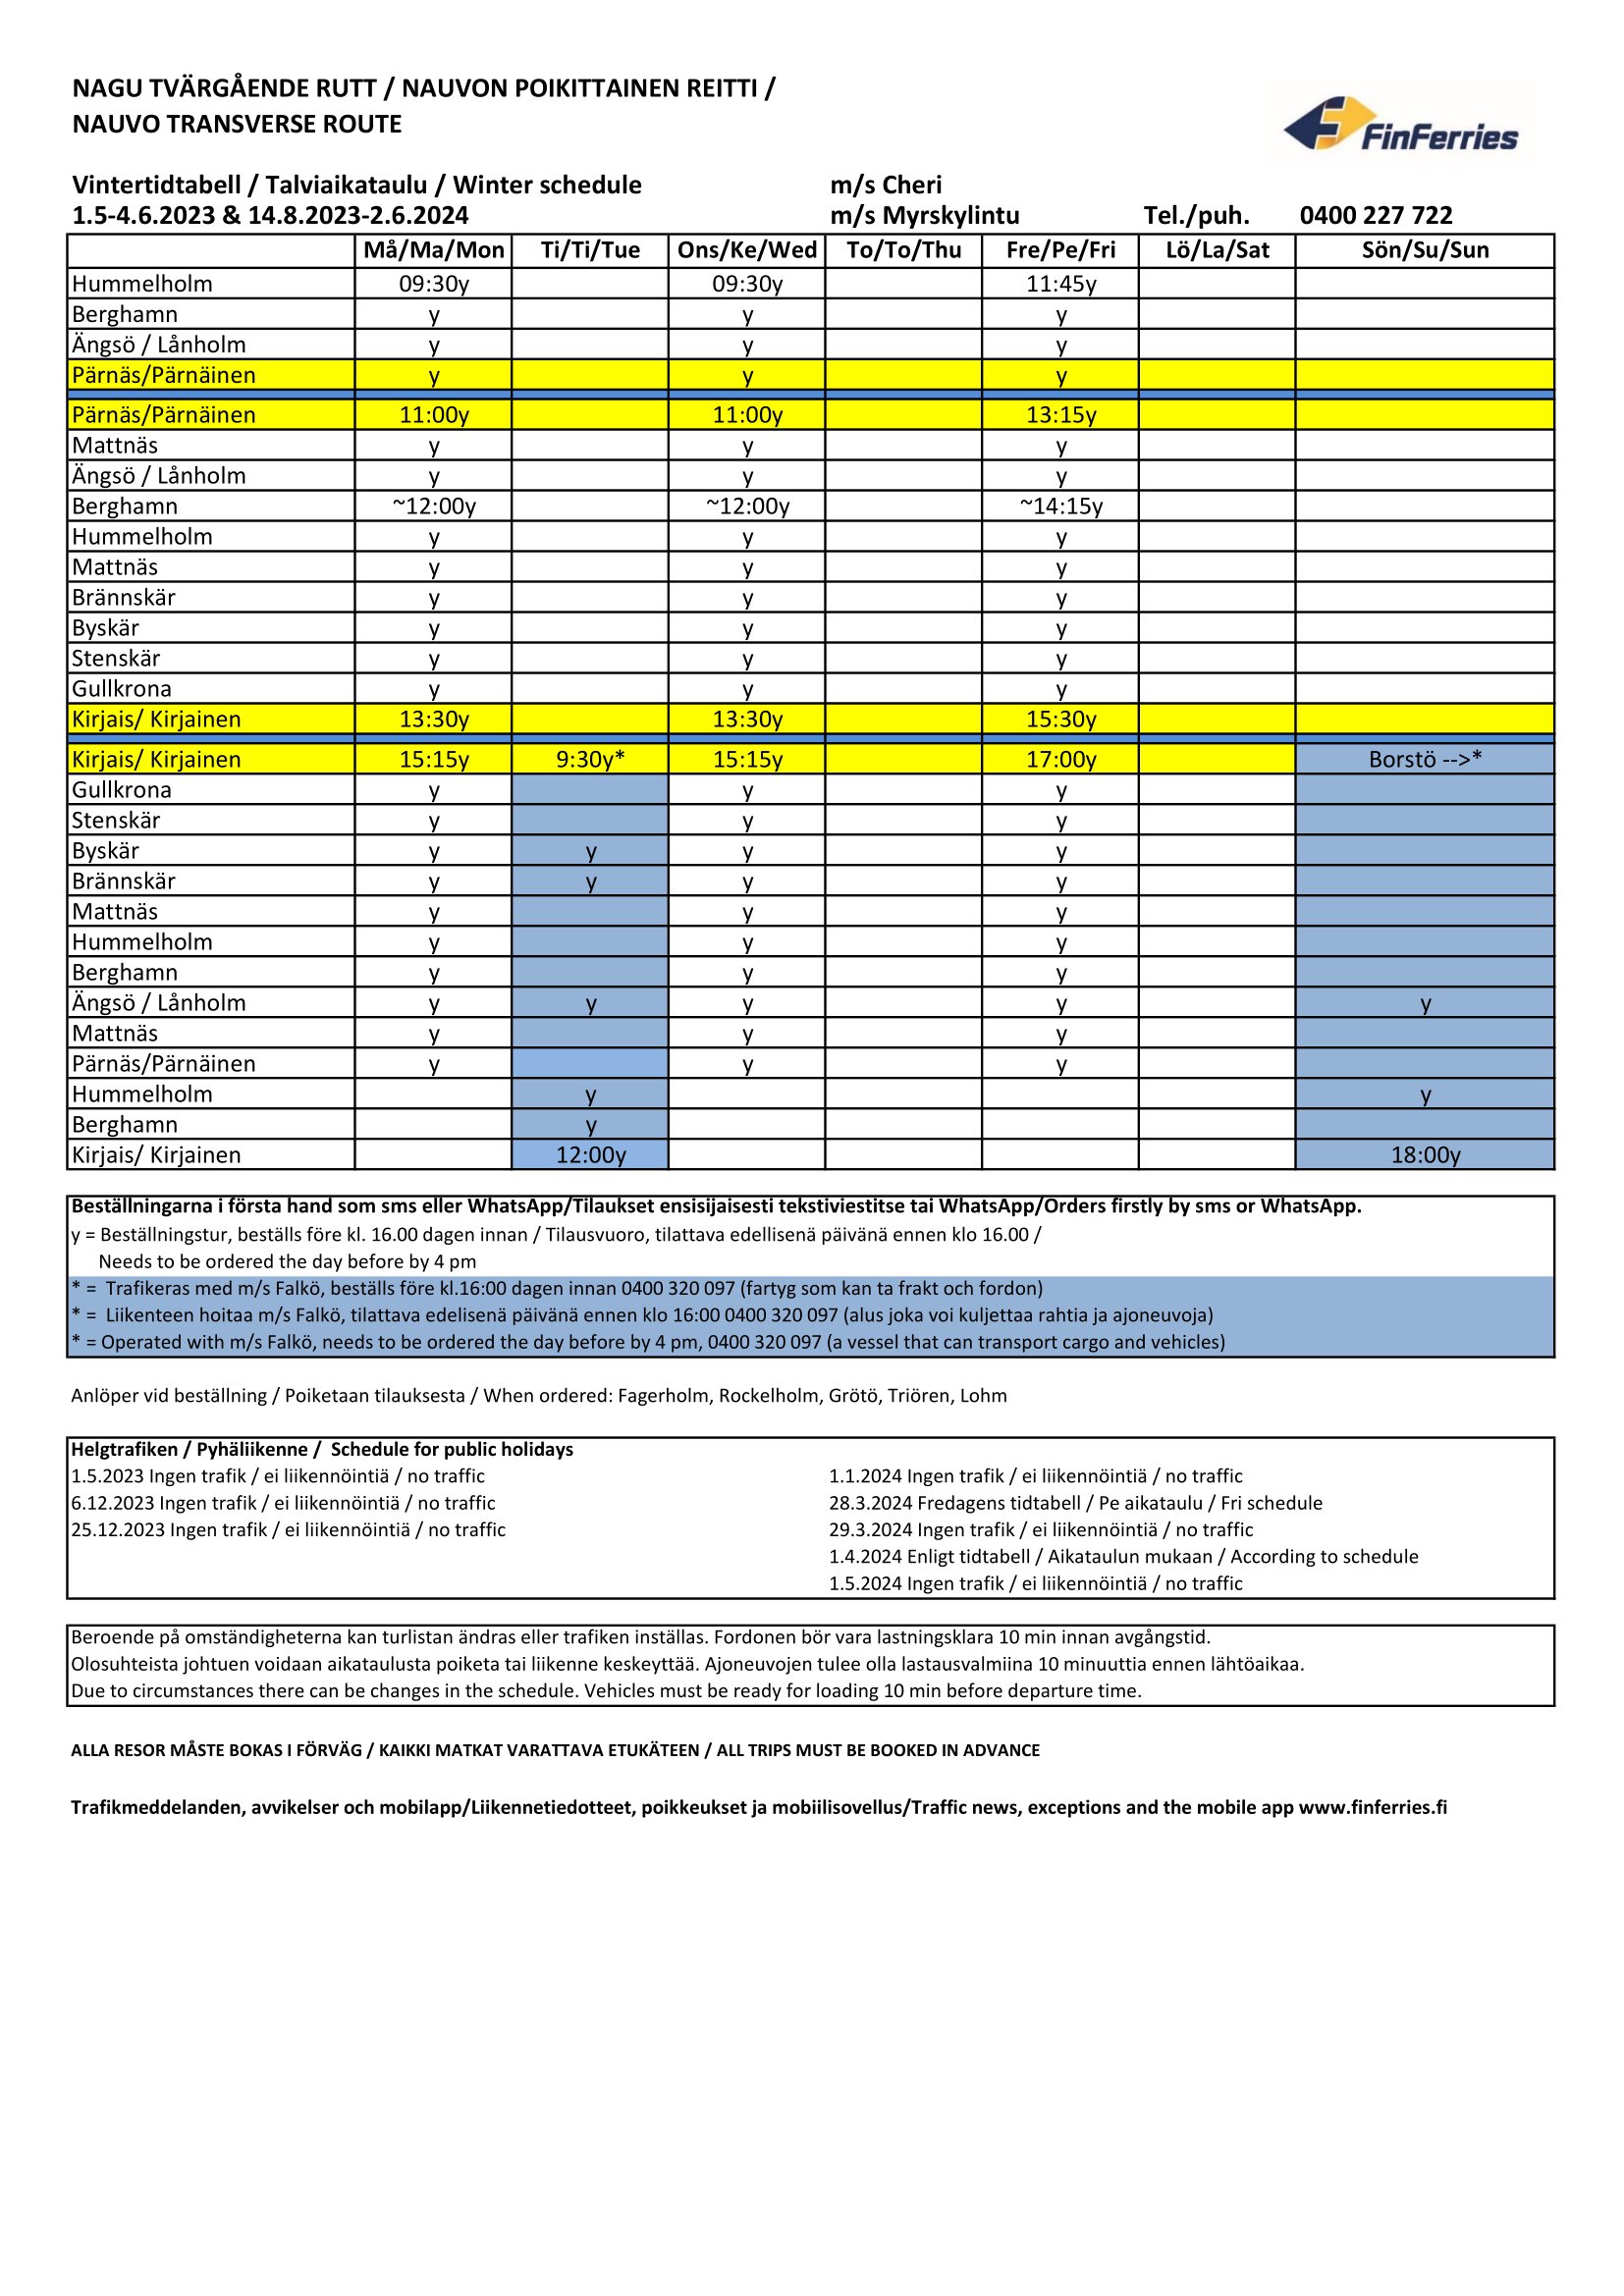 NAGU TVÄRGÅENDE RUTT / NAUVON POIKITTAINEN REITTI /
NAUVO TRANSVERSE ROUTE
FinFerries
Vintertidtabell / Talviaikataulu / Winter schedule m/s Cheri
1.5-4.6.2023 & 14.8.2023-2.6.2024 m/s Myrskylintu Tel./puh. 0400 227 722
Må/Ma/Mon Ti/Ti/Tue Ons/Ke/Wed To/To/Thu Fre/Pe/Fri Lö/La/Sat Sön/Su/Sun
Hummelholm 09:30y 09:30y 11:45y
Berghamn y y y
Ängsö / Lånholm y y y
Pärnäs/Pärnäinen y y y
Pärnäs/Pärnäinen 11:00y 11:00y 13:15y
Mattnäs y y y
Ängsö / Lånholm y y y
Berghamn ~12:00y ~12:00y ~14:15y
Hummelholm y y y
Mattnäs y y y
Brännskär y y y
Byskär y y y
Stenskär y y y
Gullkrona y y y
Kirjais/ Kirjainen 13:30y 13:30y 15:30y
Kirjais/ Kirjainen 15:15y 9:30y* 15:15y 17:00y Borstö -->*
Gullkrona y y y
Stenskär y y y
Byskär y y y y
Brännskär y y y y
Mattnäs y y y
Hummelholm y y y
Berghamn y y y
Ängsö / Lånholm y y y y y
Mattnäs y y y
Pärnäs/Pärnäinen y y y
Hummelholm y y
Berghamn y
Kirjais/ Kirjainen 12:00y 18:00y
Beställningarna i första hand som sms eller WhatsApp/Tilaukset ensisijaisesti tekstiviestitse tai WhatsApp/Orders firstly by sms or WhatsApp.
y = Beställningstur, beställs före kl. 16.00 dagen innan / Tilausvuoro, tilattava edellisenä päivänä ennen klo 16.00 /
Needs to be ordered the day before by 4 pm
* = Trafikeras med m/s Falkö, beställs före kl.16:00 dagen innan 0400 320 097 (fartyg som kan ta frakt och fordon)
* = Liikenteen hoitaa m/s Falkö, tilattava edelisenä päivänä ennen klo 16:00 0400 320 097 (alus joka voi kuljettaa rahtia ja ajoneuvoja)
* = Operated with m/s Falkö, needs to be ordered the day before by 4 pm, 0400 320 097 (a vessel that can transport cargo and vehicles)
Anlöper vid beställning / Poiketaan tilauksesta / When ordered: Fagerholm, Rockelholm, Grötö, Triören, Lohm
Helgtrafiken / Pyhäliikenne / Schedule for public holidays
1.5.2023 Ingen trafik / ei liikennöintiä / no traffic 1.1.2024 Ingen trafik / ei liikennöintiä / no traffic
6.12.2023 Ingen trafik / ei liikennöintiä / no traffic 28.3.2024 Fredagens tidtabell / Pe aikataulu / Fri schedule
25.12.2023 Ingen trafik / ei liikennöintiä / no traffic 29.3.2024 Ingen trafik / ei liikennöintiä / no traffic
1.4.2024 Enligt tidtabell / Aikataulun mukaan / According to schedule
1.5.2024 Ingen trafik / ei liikennöintiä / no traffic
Beroende på omständigheterna kan turlistan ändras eller trafiken inställas. Fordonen bör vara lastningsklara 10 min innan avgångstid.
Olosuhteista johtuen voidaan aikataulusta poiketa tai liikenne keskeyttää. Ajoneuvojen tulee olla lastausvalmiina 10 minuuttia ennen lähtöaikaa.
Due to circumstances there can be changes in the schedule. Vehicles must be ready for loading 10 min before departure time.
ALLA RESOR MÅSTE BOKAS I FÖRVÄG / KAIKKI MATKAT VARATTAVA ETUKÄTEEN / ALL TRIPS MUST BE BOOKED IN ADVANCE
Trafikmeddelanden, avvikelser och mobilapp/Liikennetiedotteet, poikkeukset ja mobiilisovellus/Traffic news, exceptions and the mobile app www.finferries.fi